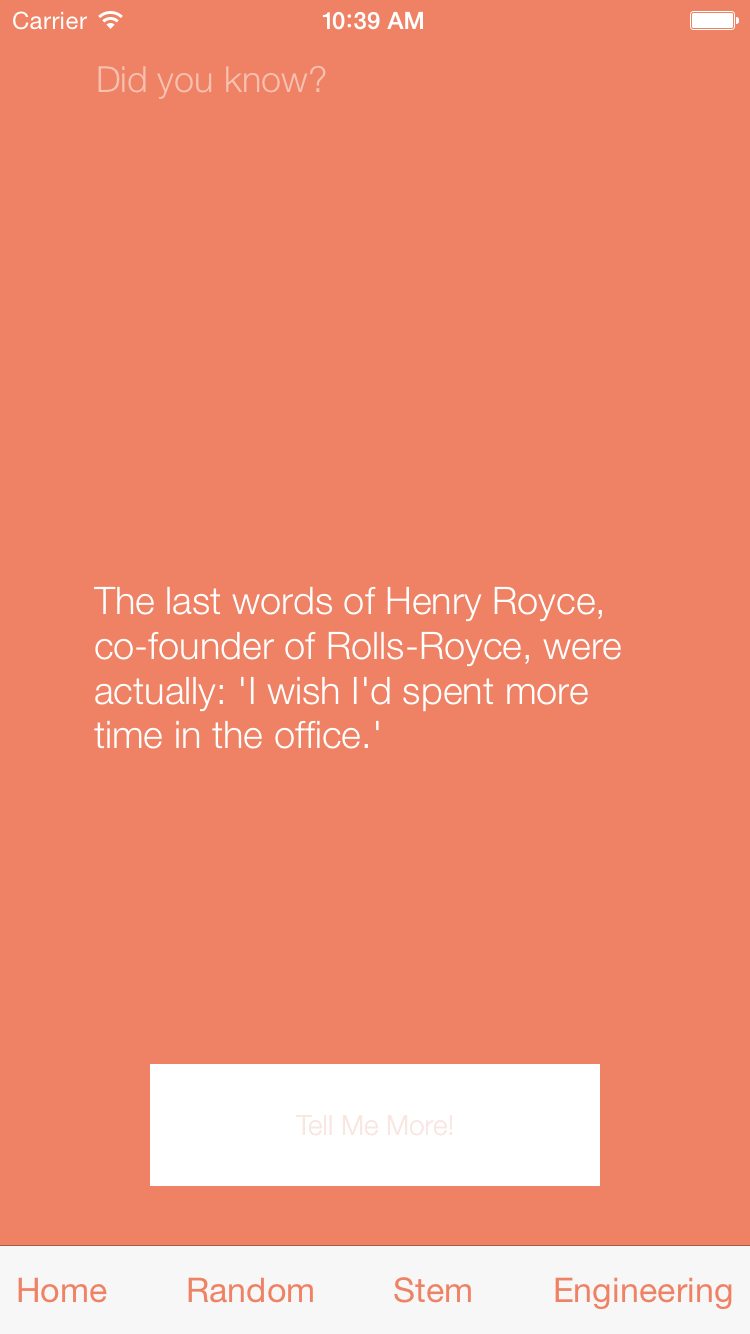 Carrier 10:39 AM
Did you know?
The last words of Henry Royce,
co-founder of Rolls-Royce, were
actually: 'I wish I'd spent more
time in the office.'
Tell Me More!
Home Random Stem Engineering